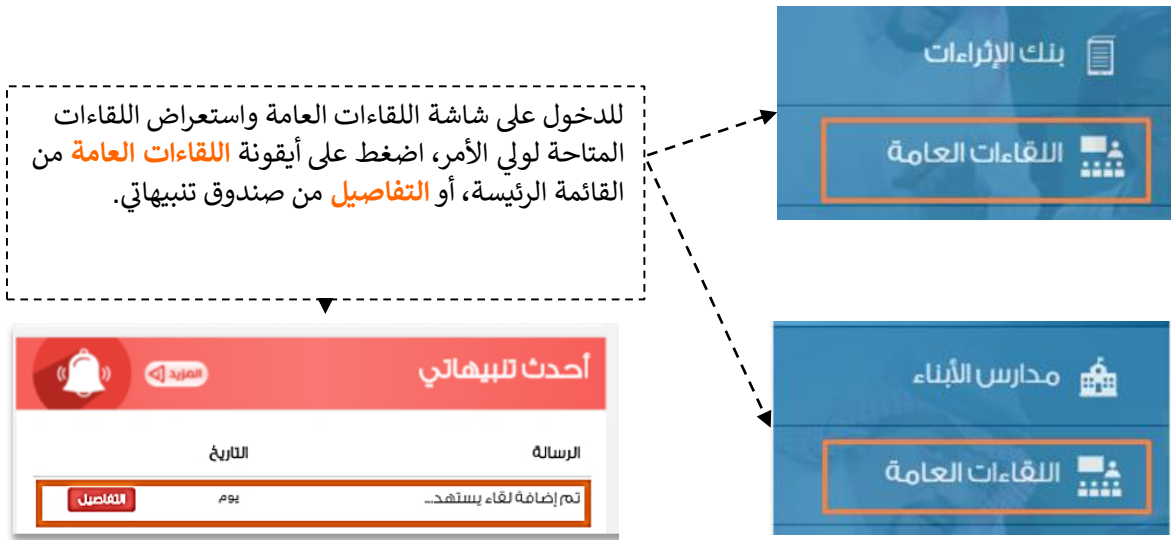 بنك الإثراءات
اللقاءات العامة
للدخول على شاشة اللقاءات العامة واستعراض اللقاءات
المتاحة لولي الأمر، اضغط على أيقونة اللقاءات العامة من
القائمة الرئيسة، أو التفاصيل من صندوق تنبيهاتي.
أحدث تنبيهاتي
المزيد
الرسالة التاريخ
تم إضافة لقاء يستهد... يوم التفاصيل
مدارس الأبناء
اللقاءات العامة